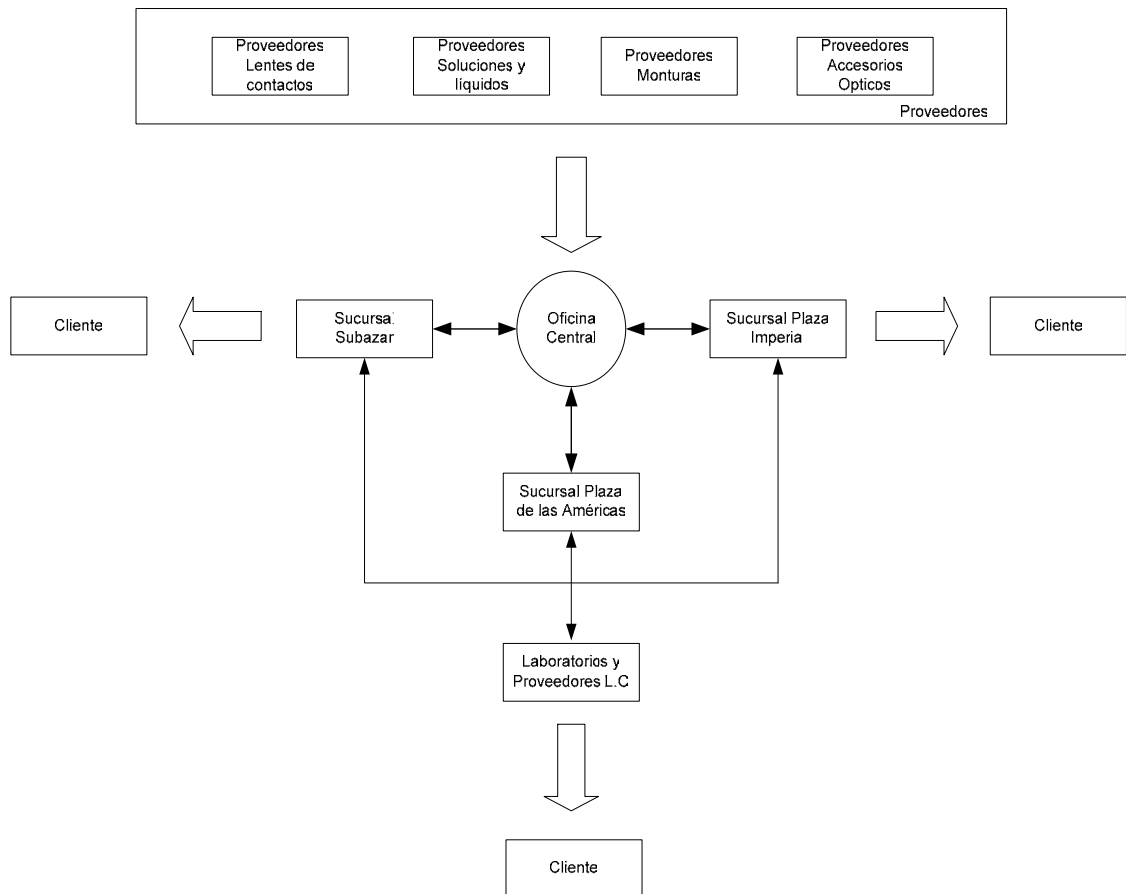 Proveedores
Lentes de
contactos
Proveedores
Soluciones y
líquidos
Proveedores
Monturas
Proveedores
Accesorios
Opticos
Proveedores
Cliente
Sucursal
Subazar
Oficina
Central
Sucursal Plaza
Imperia
Cliente
Sucursal Plaza
de las Américas
Laboratorios y
Proveedores L.C
Cliente